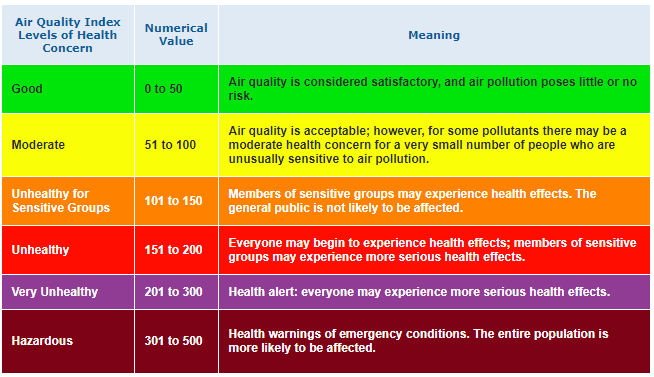 Air Quality Index
Levels of Health
Concern
Numerical
Value
Meaning
Good
0 to 50
Air quality is considered satisfactory, and air pollution poses little or no
risk.
Moderate
51 to 100
Air quality is acceptable; however, for some pollutants there may be a
moderate health concern for a very small number of people who are
unusually sensitive to air pollution.
Unhealthy for
Sensitive Groups
101 to 150
Members of sensitive groups may experience health effects. The
general public is not likely to be affected.
Unhealthy
151 to 200
Everyone may begin to experience health effects; members of sensitive
groups may experience more serious health effects.
Very Unhealthy
201 to 300
Health alert: everyone may experience more serious health effects.
Hazardous
301 to 500
Health warnings of emergency conditions. The entire population is
more likely to be affected.